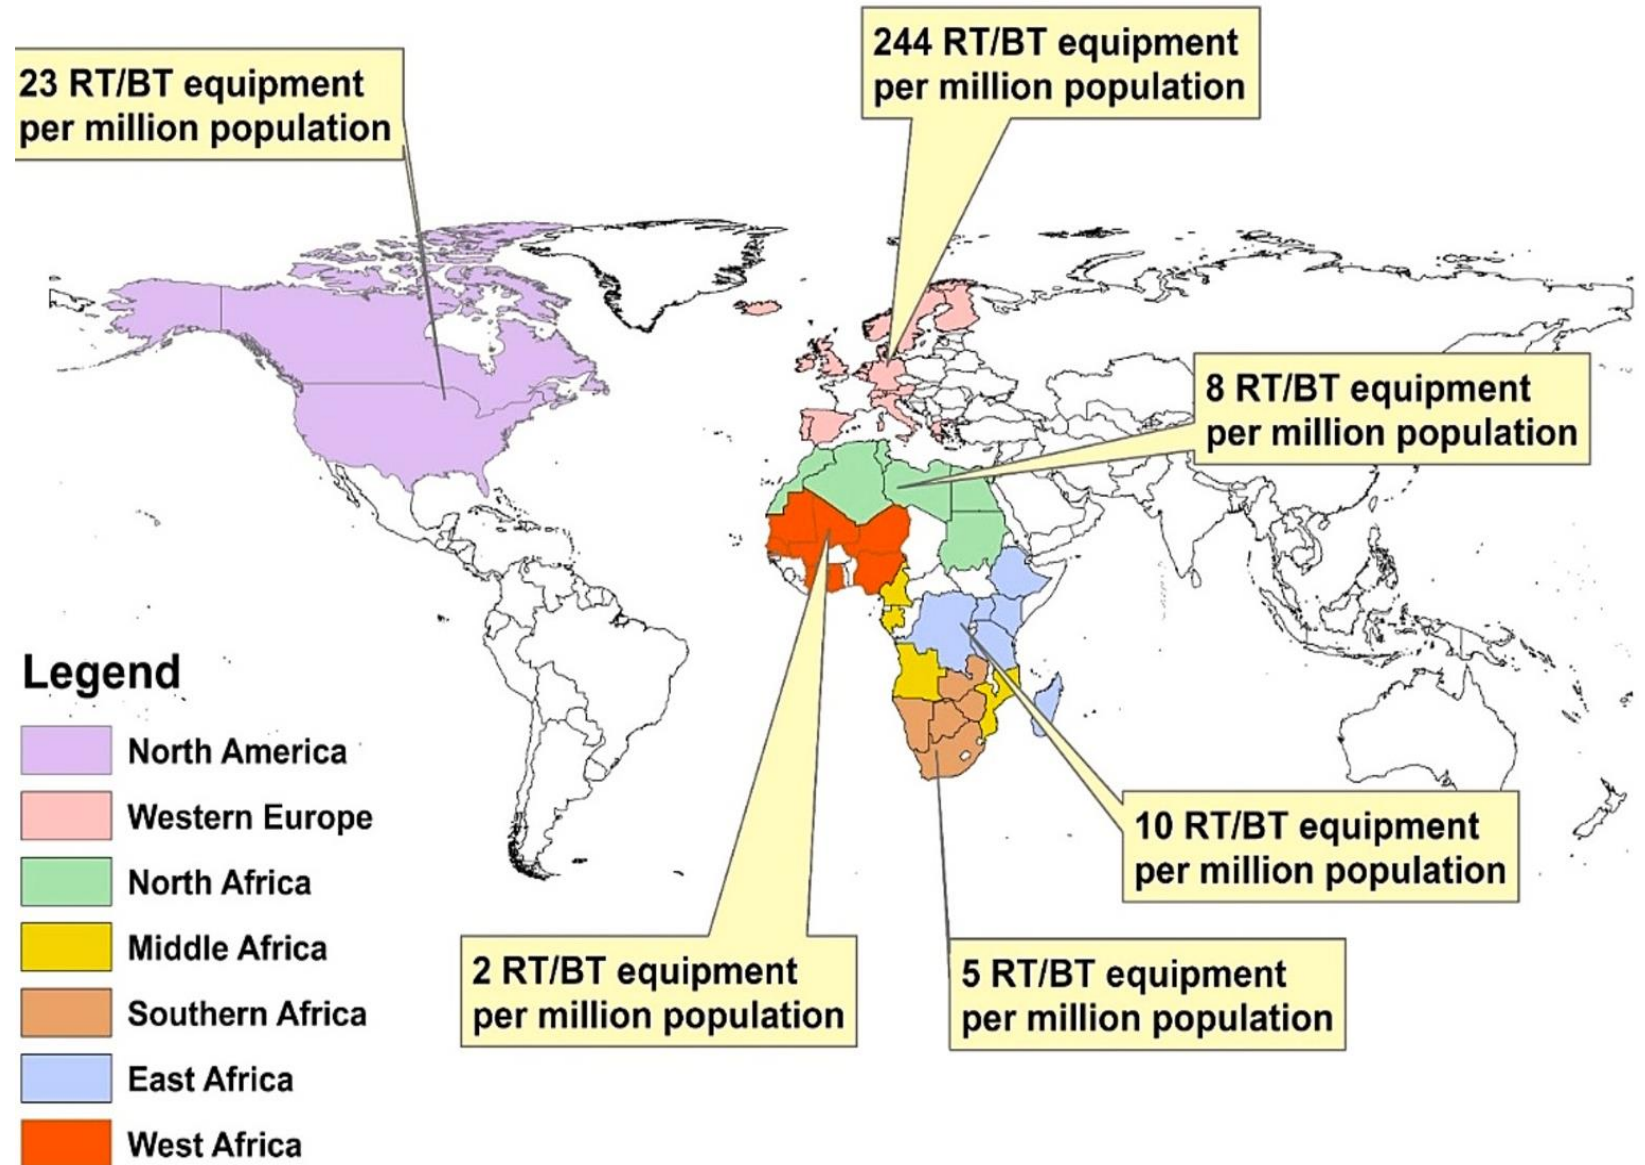 23 RT/BT equipment
per million population
244 RT/BT equipment
per million population
8 RT/BT equipment
per million population
10 RT/BT equipment
per million population
2 RT/BT equipment
per million population
5 RT/BT equipment
per million population
Legend
North America
Western Europe
North Africa
Middle Africa
Southern Africa
East Africa
West Africa